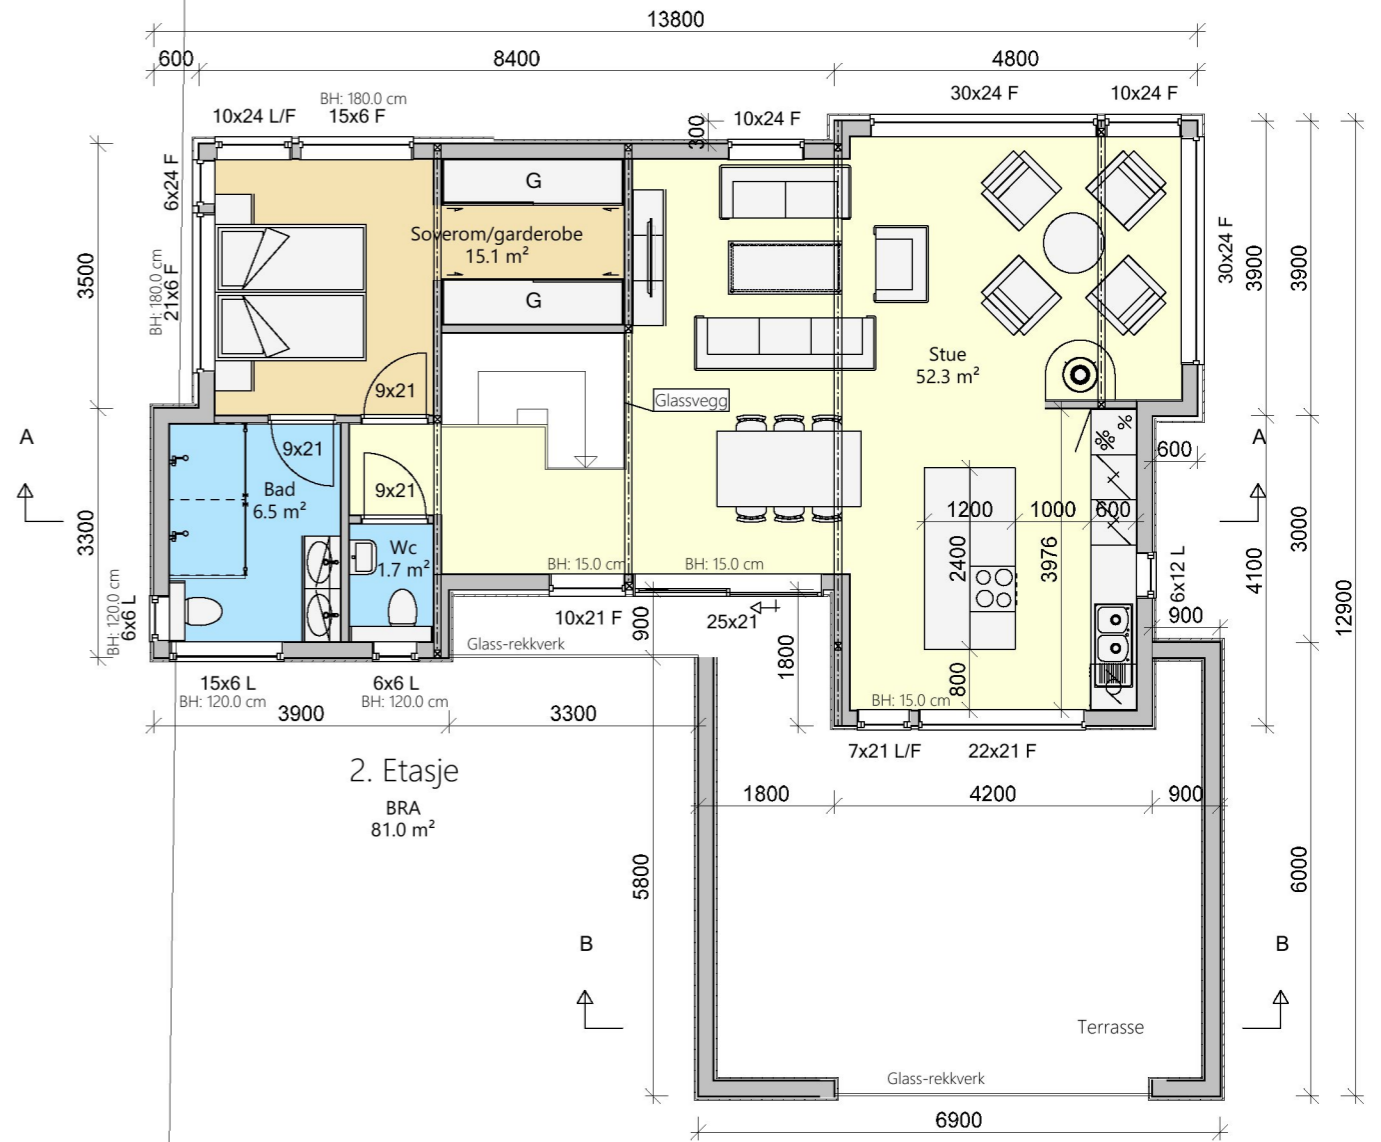 13800
600
8400
4800
BH: 180.0 cm
10x24 L/F
15x6 F
300
10x24 F
30x24 F
10x24 F
6x24 F
G
Soverom/garderobe
15.1 m²
G
BH: 180.0 cm
21x6 F
3500
30x24 F
3900
3900
12900
Stue
52.3 m²
Glassvegg
9x21
A
A
600
9x21
9x21
Bad
6.5 m²
1200
1000
600
3300
2400
3976
4100
3000
Wc
1.7 m²
BH: 15.0 cm
BH: 15.0 cm
6x12 L
BH: 120.0 cm
6x6 L
10x21 F
900
25x21
900
Glass-rekkverk
1800
800
15x6 L
BH: 120.0 cm
6x6 L
BH: 120.0 cm
BH: 15.0 cm
3900
3300
7x21 L/F
22x21 F
2. Etasje
BRA
81.0 m²
1800
4200
900
5800
6000
B
B
Terrasse
Glass-rekkverk
6900